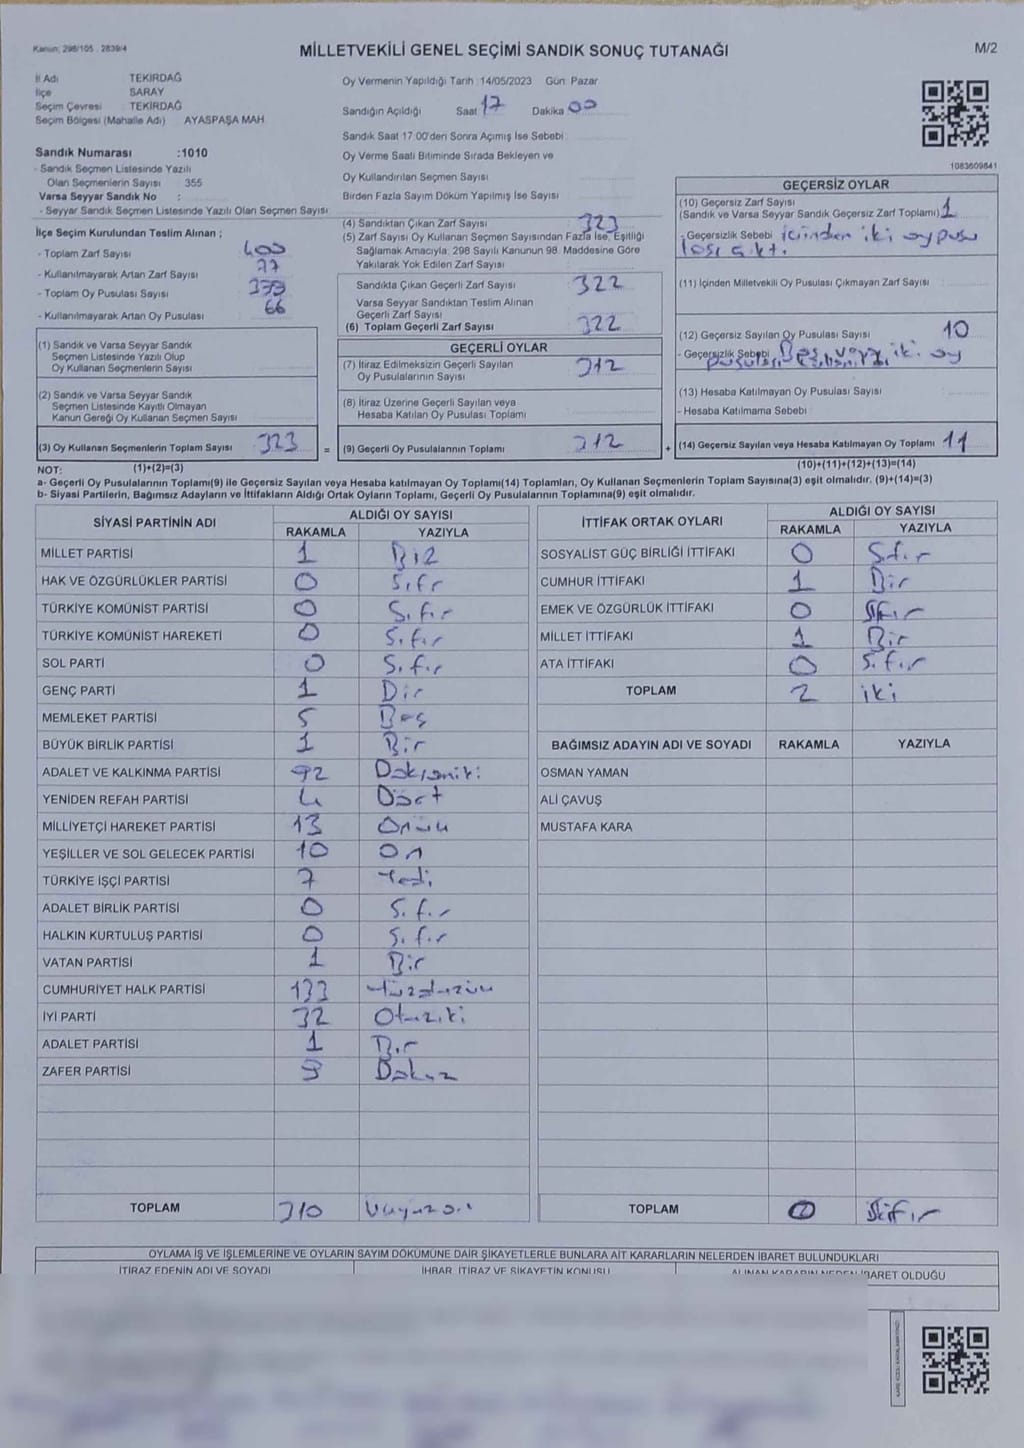 Kanun; 298/105 , 2839/4
MİLLETVEKİLİ GENEL SEÇİMİ SANDIK SONUÇ TUTANAĞI
M/2
İl Adı TEKİRDAĞ
İlçe SARAY
Seçim Çevresi TEKİRDAĞ
Seçim Bölgesi (Mahalle Adı) AYASPAŞA MAH.
Oy Vermenin Yapıldığı Tarih : 14/05/2023 Gün: Pazar
Sandığın Açıldığı Saat 17 Dakika 00
Sandık Saat 17:00'den Sonra Açımış İse Sebebi
Oy Verme Saati Bitiminde Sırada Bekleyen ve
Oy Kullandırılan Seçmen Sayısı
Birden Fazla Sayım Döküm Yapılmış İse Sayısı
1083609841
Sandık Numarası :1010
- Sandık Seçmen Listesinde Yazılı
Olan Seçmenlerin Sayısı : 355
Varsa Seyyar Sandık No :
- Seyyar Sandık Seçmen Listesinde Yazılı Olan Seçmen Sayısı
İlçe Seçim Kurulundan Teslim Alınan ;
- Toplam Zarf Sayısı 400
- Kullanılmayarak Artan Zarf Sayısı 77
- Toplam Oy Pusulası Sayısı
- Kullanılmayarak Artan Oy Pusulası 66
(1) Sandık ve Varsa Seyyar Sandık
Seçmen Listesinde Yazılı Olup
Oy Kullanan Seçmenlerin Sayısı
(2) Sandık ve Varsa Seyyar Sandık
Seçmen Listesinde Kayıtlı Olmayan
Kanun Gereği Oy Kullanan Seçmen Sayısı
(3) Oy Kullanan Seçmenlerin Toplam Sayısı 323 =
(4) Sandıktan Çıkan Zarf Sayısı 323
(5) Zarf Sayısı Oy Kullanan Seçmen Sayısından Fazla İse, Eşitliği
Sağlamak Amacıyla, 298 Sayılı Kanunun 98. Maddesine Göre
Yakılarak Yok Edilen Zarf Sayısı
Sandıkta Çıkan Geçerli Zarf Sayısı 322
Varsa Seyyar Sandıktan Teslim Alınan
Geçerli Zarf Sayısı
(6) Toplam Geçerli Zarf Sayısı 322
GEÇERLİ OYLAR
(7) İtiraz Edilmeksizin Geçerli Sayılan
Oy Pusulalarının Sayısı 312
(8) İtiraz Üzerine Geçerli Sayılan veya
Hesaba Katılan Oy Pusulası Toplamı
(9) Geçerli Oy Pusulalarının Toplamı 312 +
GEÇERSİZ OYLAR
(10) Geçersiz Zarf Sayısı
(Sandık ve Varsa Seyyar Sandık Geçersiz Zarf Toplamı) 1
- Geçersizlik Sebebi içinden iki oy pusu
lası çıktı.
(11) İçinden Milletvekili Oy Pusulası Çıkmayan Zarf Sayısı
(12) Geçersiz Sayılan Oy Pusulası Sayısı 10
- Geçersizlik Sebebi
(13) Hesaba Katılmayan Oy Pusulası Sayısı
- Hesaba Katılmama Sebebi
(14) Geçersiz Sayılan veya Hesaba Katılmayan Oy Toplamı 11
NOT: (1)+(2)=(3)
(10)+(11)+(12)+(13)=(14)
a- Geçerli Oy Pusulalarının Toplamı(9) ile Geçersiz Sayılan veya Hesaba katılmayan Oy Toplamı(14) Toplamları, Oy Kullanan Seçmenlerin Toplam Sayısına(3) eşit olmalıdır. (9)+(14)=(3)
b- Siyasi Partilerin, Bağımsız Adayların ve İttifakların Aldığı Ortak Oyların Toplamı, Geçerli Oy Pusulalarının Toplamına(9) eşit olmalıdır.
SİYASİ PARTİNİN ADI ALDIĞI OY SAYISI
RAKAMLA YAZIYLA
MİLLET PARTİSİ 1 Bir
HAK VE ÖZGÜRLÜKLER PARTİSİ 0 Sıfır
TÜRKİYE KOMÜNİST PARTİSİ 0 Sıfır
TÜRKİYE KOMÜNİST HAREKETİ 0 Sıfır
SOL PARTİ 0 Sıfır
GENÇ PARTİ 1 Bir
MEMLEKET PARTİSİ 5 Beş
BÜYÜK BİRLİK PARTİSİ 1 Bir
ADALET VE KALKINMA PARTİSİ 92 Doksaniki
YENİDEN REFAH PARTİSİ 4 Dört
MİLLİYETÇİ HAREKET PARTİSİ 13 Onüç
YEŞİLLER VE SOL GELECEK PARTİSİ 10 On
TÜRKİYE İŞÇİ PARTİSİ 7 Yedi
ADALET BİRLİK PARTİSİ 0 Sıfır
HALKIN KURTULUŞ PARTİSİ 0 Sıfır
VATAN PARTİSİ 1 Bir
CUMHURİYET HALK PARTİSİ 133 Yüzotuzüç
İYİ PARTİ 32 Otuziki
ADALET PARTİSİ 1 Bir
ZAFER PARTİSİ 9 Dokuz
TOPLAM 310 Üçyüzon
İTTİFAK ORTAK OYLARI ALDIĞI OY SAYISI
RAKAMLA YAZIYLA
SOSYALİST GÜÇ BİRLİĞİ İTTİFAKI 0 Sıfır
CUMHUR İTTİFAKI 1 Bir
EMEK VE ÖZGÜRLÜK İTTİFAKI 0 Sıfır
MİLLET İTTİFAKI 1 Bir
ATA İTTİFAKI 0 Sıfır
TOPLAM 2 iki
BAĞIMSIZ ADAYIN ADI VE SOYADI RAKAMLA YAZIYLA
OSMAN YAMAN
ALİ ÇAVUŞ
MUSTAFA KARA
TOPLAM 0 Sıfır
OYLAMA İŞ VE İŞLEMLERİNE VE OYLARIN SAYIM DÖKÜMÜNE DAİR ŞİKAYETLERLE BUNLARA AİT KARARLARIN NELERDEN İBARET BULUNDUKLARI
İTİRAZ EDENİN ADI VE SOYADI İHBAR, İTİRAZ VE ŞİKAYETİN KONUSU ALINAN KARARIN NEDEN İBARET OLDUĞU